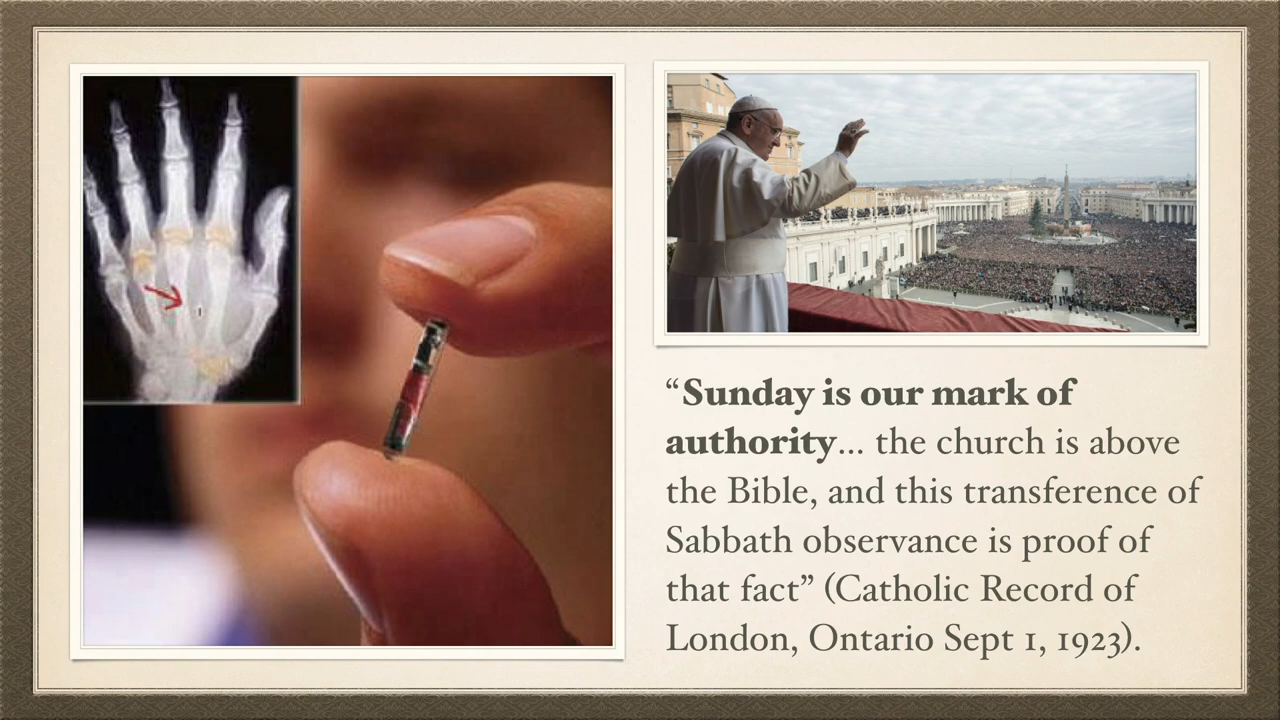 “Sunday is our mark of
authority... the church is above
the Bible, and this transference of
Sabbath observance is proof of
that fact” (Catholic Record of
London, Ontario Sept 1, 1923).